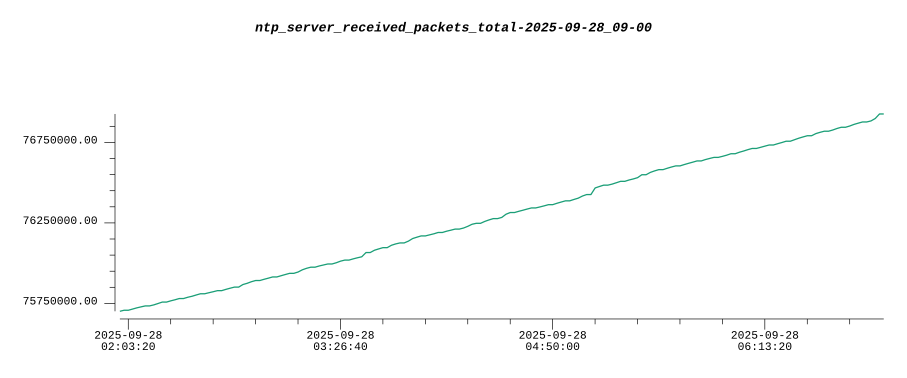 ntp_server_received_packets_total-2025-09-28_09-00
76750000.00
76250000.00
75750000.00
2025-09-28 2025-09-28 2025-09-28 2025-09-28
02:03:20 03:26:40 04:50:00 06:13:20